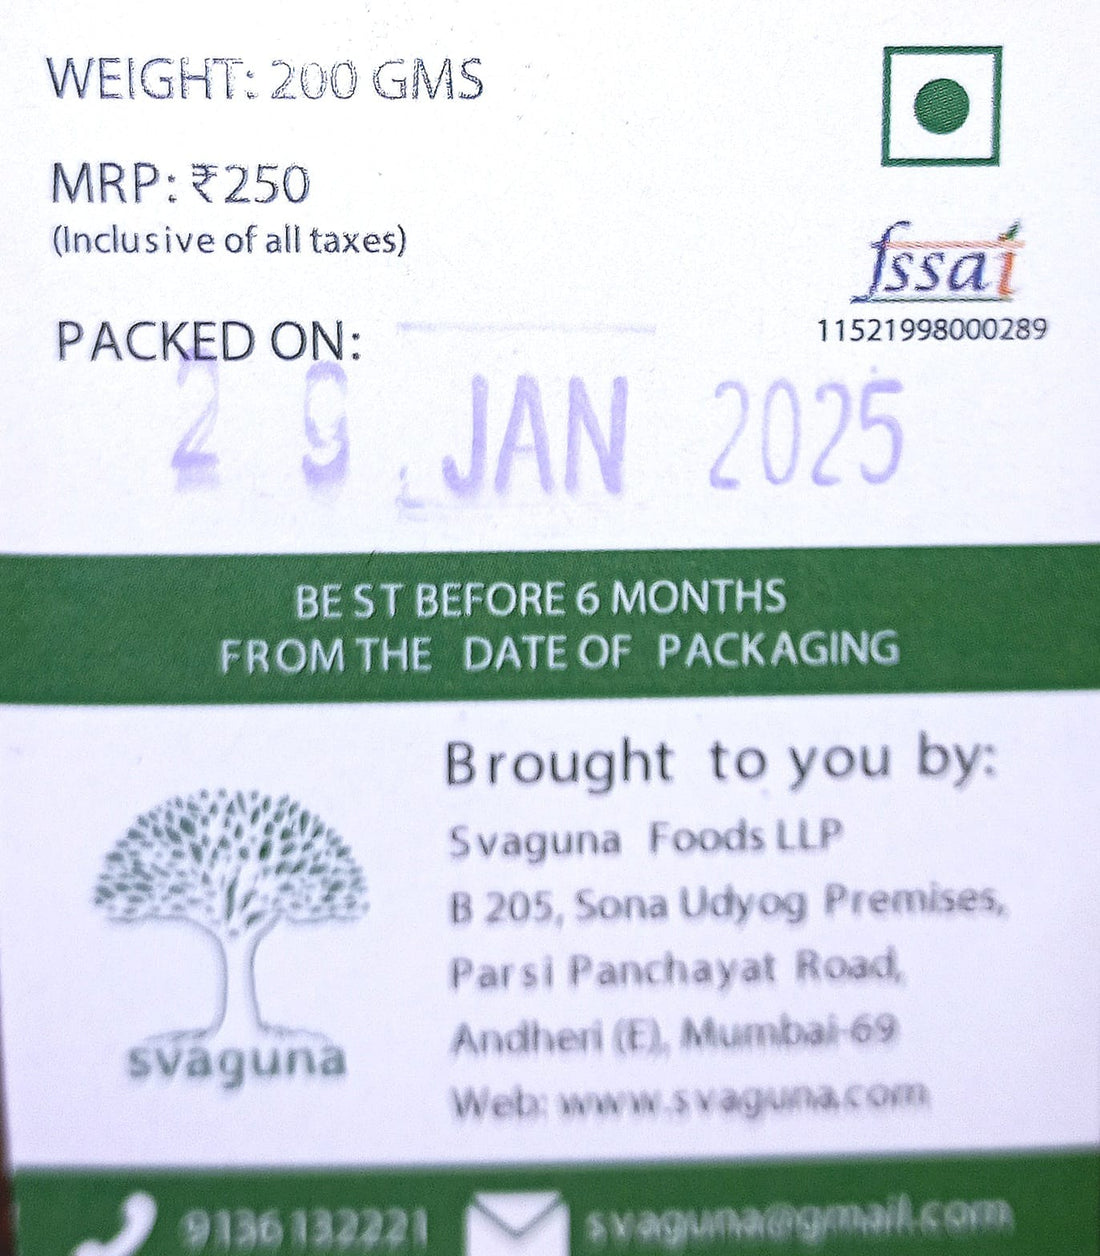 WEIGHT: 200 GMS
MRP: ₹250
(Inclusive of all taxes)
fssai
11521998000289
PACKED ON:
29 JAN 2025
BEST BEFORE 6 MONTHS
FROM THE DATE OF PACKAGING
Brought to you by:
Svaguna Foods LLP
B 205, Sona Udyog Premises,
Parsi Panchayat Road,
Andheri (E), Mumbai-69
Web: www.svaguna.com
svaguna
9136132221
svaguna@gmail.com